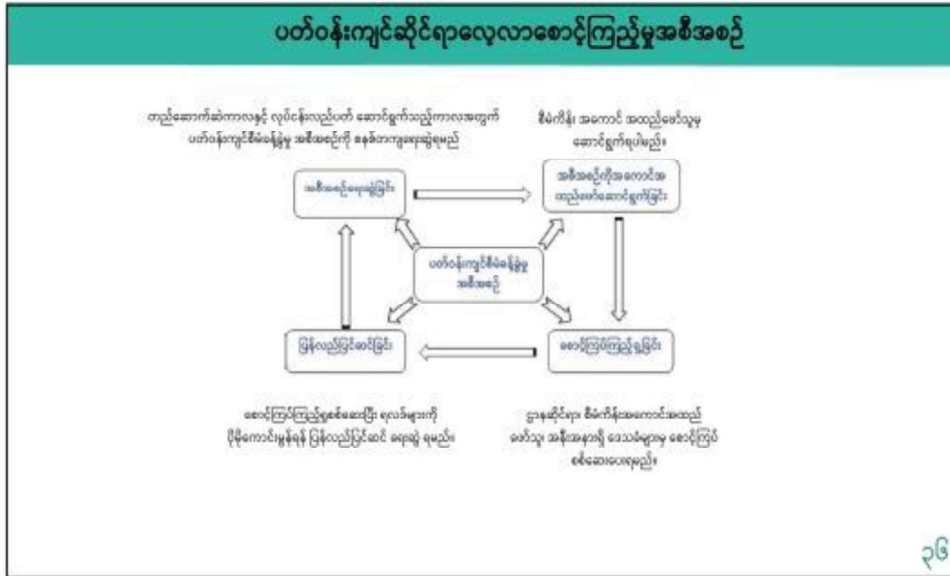 ပတ်ဝန်းကျင်ဆိုင်ရာလေ့လာစောင့်ကြည့်မှုအစီအစဉ်
တည်ဆောက်ဆဲကာလနှင့် လုပ်ငန်းလည်ပတ် ဆောင်ရွက်သည့်ကာလအတွက်
ပတ်ဝန်းကျင်စီမံခန့်ခွဲမှု အစီအစဉ်ကို စနစ်တကျရေးဆွဲရမည်
စီမံကိန်း အကောင် အထည်ဖော်သူမှ
ဆောင်ရွက်ရပါမည်။
အစီအစဉ်ရေးဆွဲခြင်း
အစီအစဉ်ကိုအကောင်အ
ထည်ဖော်ဆောင်ရွက်ခြင်း
ပတ်ဝန်းကျင်စီမံခန့်ခွဲမှု
အစီအစဉ်
ပြန်လည်ပြင်ဆင်ခြင်း
စောင့်ကြပ်ကြည့်ရှုခြင်း
စောင့်ကြပ်ကြည့်ရှုစစ်ဆေးပြီး ရလဒ်များကို
ပိုမိုကောင်းမွန်ရန် ပြန်လည်ပြင်ဆင် ရေးဆွဲ ရမည်။
ဌာနဆိုင်ရာ၊ စီမံကိန်းအကောင်အထည်
ဖော်သူ၊ အနီးအနားရှိ ဒေသခံများမှ စောင့်ကြပ်
စစ်ဆေးပေးရမည်။
၃၆